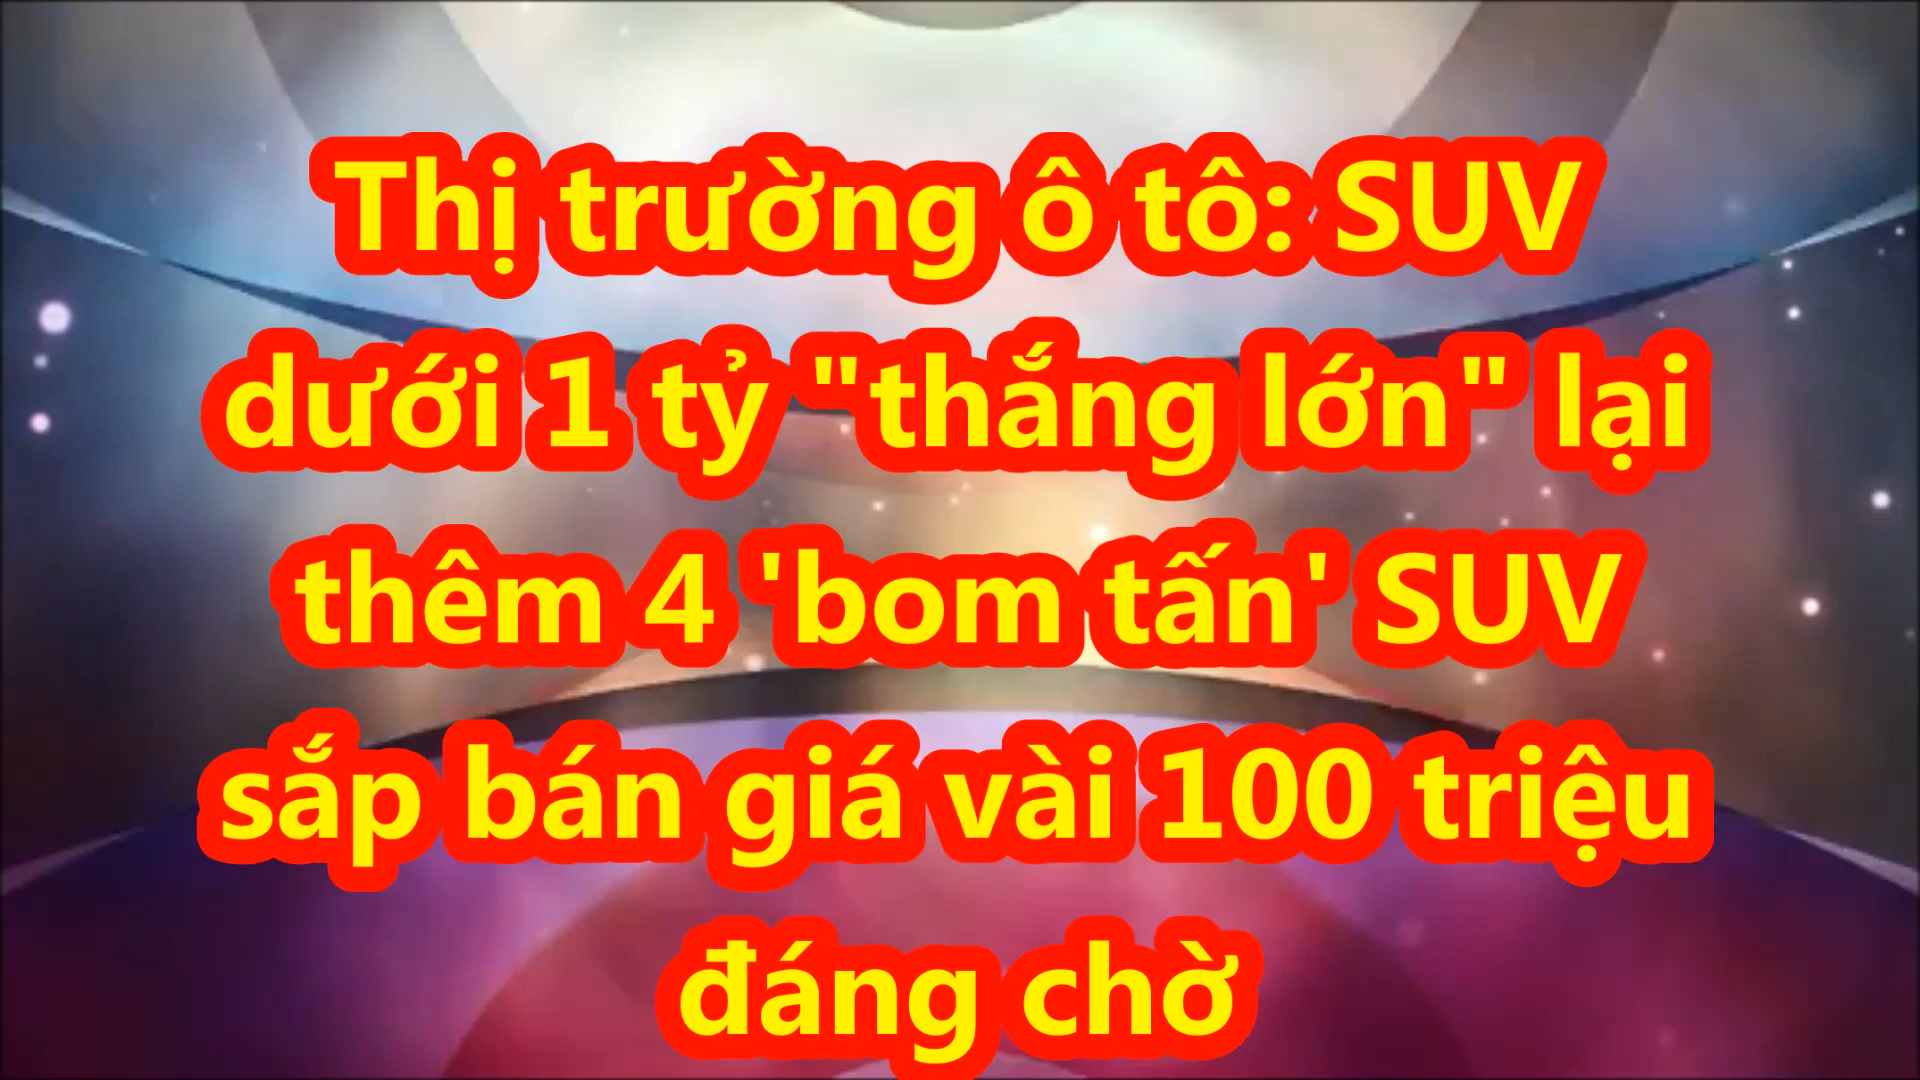 Thị trường ô tô: SUV
dưới 1 tỷ "thắng lớn" lại
thêm 4 'bom tấn' SUV
sắp bán giá vài 100 triệu
đáng chờ